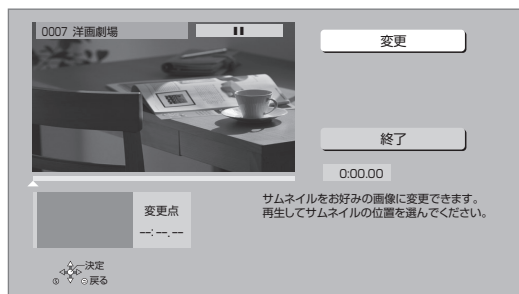 0007 洋画劇場
変更
終了
0:00.00
変更点
--:--.--
サムネイルをお好みの画像に変更できます。
再生してサムネイルの位置を選んでください。
決定
戻る